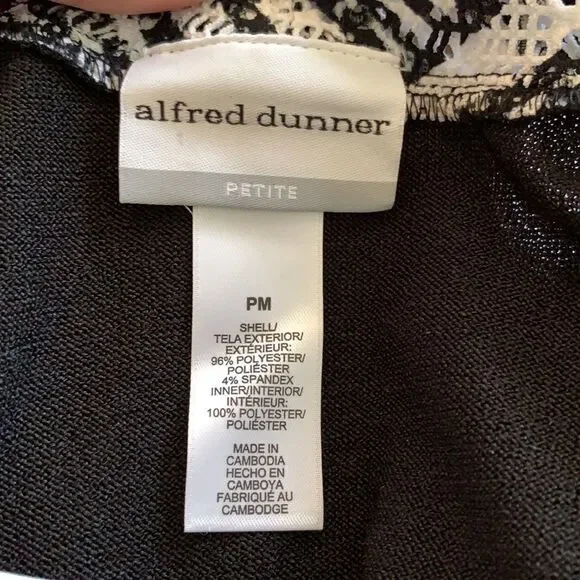 alfred dunner
PETITE
PM
SHELL/
TELA EXTERIOR/
EXTÉRIEUR:
96% POLYESTER/
POLIÉSTER
4% SPANDEX
INNER/INTERIOR/
INTÉRIEUR:
100% POLYESTER/
POLIÉSTER
MADE IN
CAMBODIA
HECHO EN
CAMBOYA
FABRIQUÉ AU
CAMBODGE